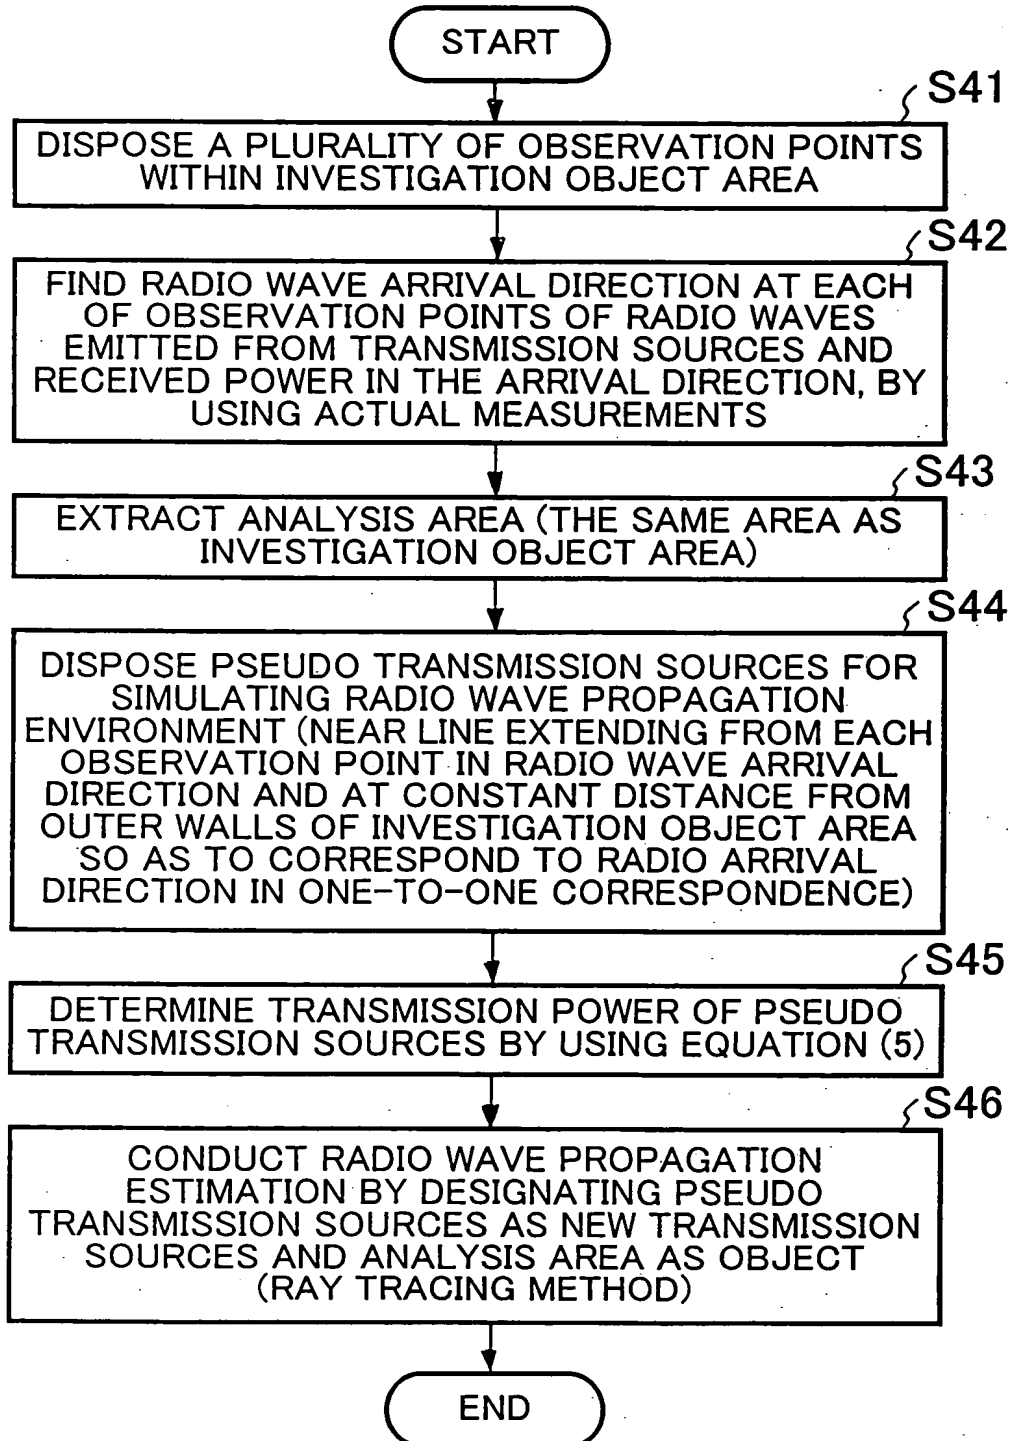 START
S41
DISPOSE A PLURALITY OF OBSERVATION POINTS
WITHIN INVESTIGATION OBJECT AREA
S42
FIND RADIO WAVE ARRIVAL DIRECTION AT EACH
OF OBSERVATION POINTS OF RADIO WAVES
EMITTED FROM TRANSMISSION SOURCES AND
RECEIVED POWER IN THE ARRIVAL DIRECTION, BY
USING ACTUAL MEASUREMENTS
S43
EXTRACT ANALYSIS AREA (THE SAME AREA AS
INVESTIGATION OBJECT AREA)
S44
DISPOSE PSEUDO TRANSMISSION SOURCES FOR
SIMULATING RADIO WAVE PROPAGATION
ENVIRONMENT (NEAR LINE EXTENDING FROM EACH
OBSERVATION POINT IN RADIO WAVE ARRIVAL
DIRECTION AND AT CONSTANT DISTANCE FROM
OUTER WALLS OF INVESTIGATION OBJECT AREA
SO AS TO CORRESPOND TO RADIO ARRIVAL
DIRECTION IN ONE-TO-ONE CORRESPONDENCE)
S45
DETERMINE TRANSMISSION POWER OF PSEUDO
TRANSMISSION SOURCES BY USING EQUATION (5)
S46
CONDUCT RADIO WAVE PROPAGATION
ESTIMATION BY DESIGNATING PSEUDO
TRANSMISSION SOURCES AS NEW TRANSMISSION
SOURCES AND ANALYSIS AREA AS OBJECT
(RAY TRACING METHOD)
END